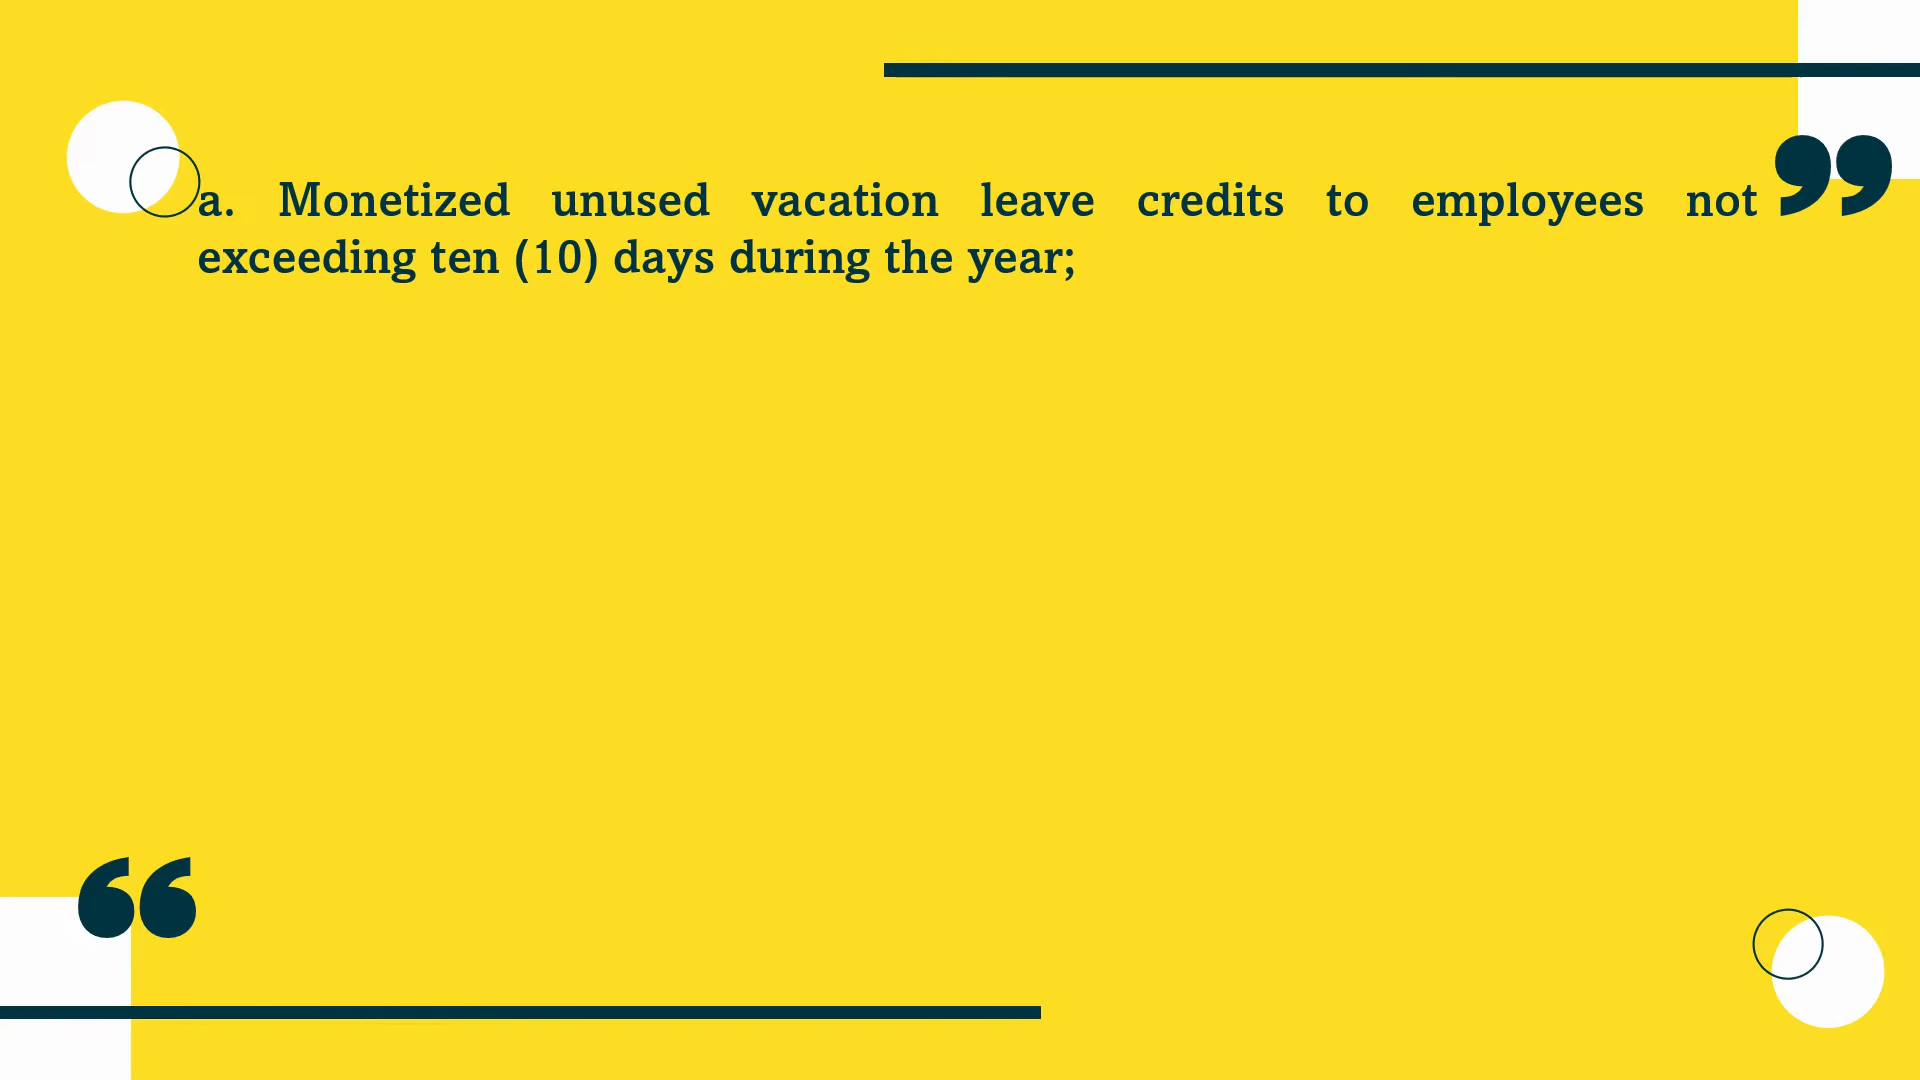 a. Monetized unused vacation leave credits to employees not
exceeding ten (10) days during the year;